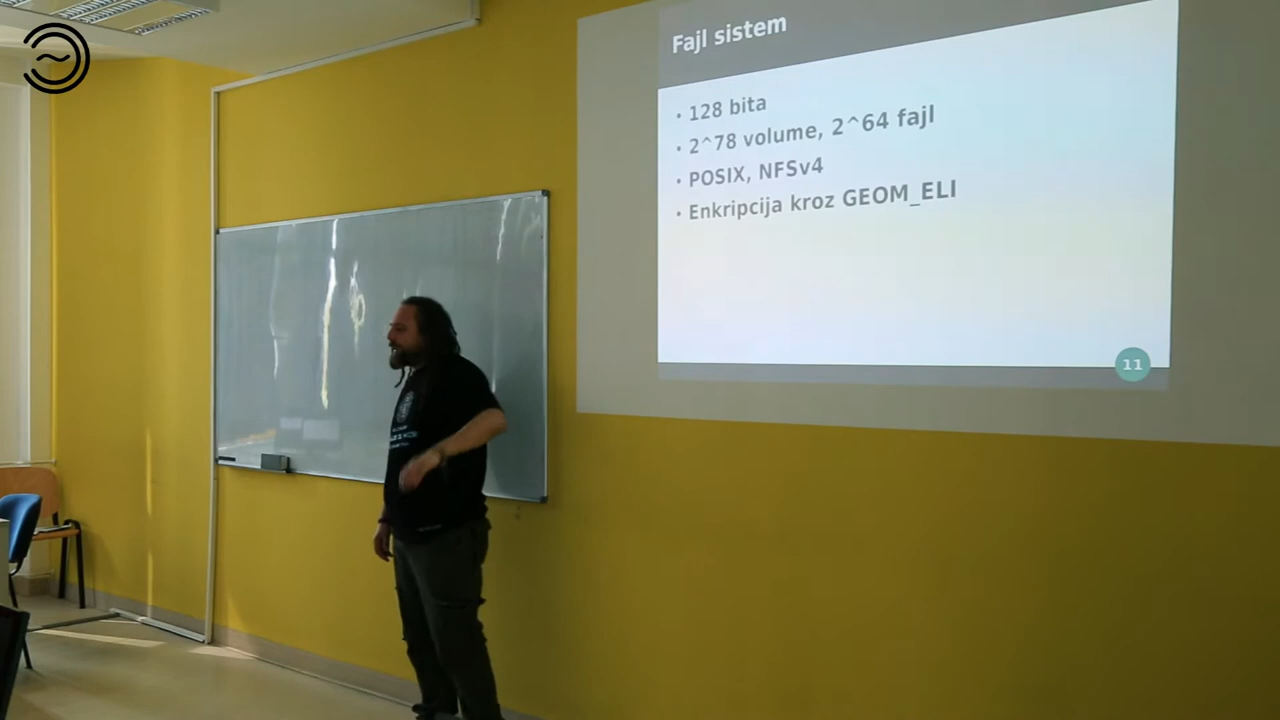 Fajl sistem
• 128 bita
• 2^78 volume, 2^64 fajl
• POSIX, NFSv4
• Enkripcija kroz GEOM_ELI
11